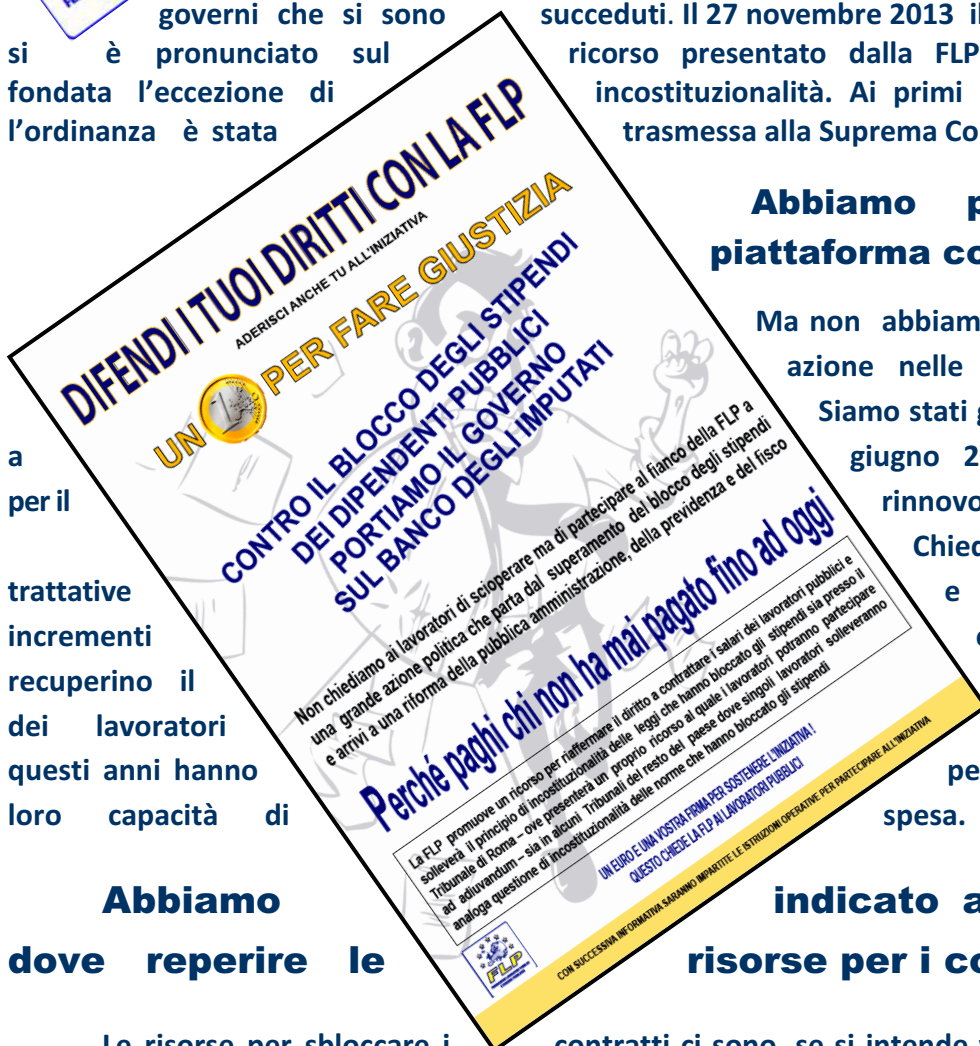 governi che si sono succeduti. Il 27 novembre 2013 il
si è pronunciato sul ricorso presentato dalla FLP
fondata l'eccezione di incostituzionalità. Ai primi
l'ordinanza è stata trasmessa alla Suprema Co
Abbiamo p
piattaforma co
Ma non abbiam
azione nelle
Siamo stati g
a giugno 2
per il rinnovo
Chied
trattative e
incrementi
recuperino il
dei lavoratori
questi anni hanno pe
loro capacità di spesa.
Abbiamo indicato a
dove reperire le risorse per i co
Le risorse per sbloccare i contratti ci sono, se si intende
DIFENDI I TUOI DIRITTI CON LA FLP
ADERISCI ANCHE TU ALL'INIZIATIVA
UN PER FARE GIUSTIZIA
CONTRO IL BLOCCO DEGLI STIPENDI
DEI DIPENDENTI PUBBLICI
PORTIAMO IL GOVERNO
SUL BANCO DEGLI IMPUTATI
Non chiediamo ai lavoratori di scioperare ma di partecipare al fianco della FLP a
una grande azione politica che parta dal superamento del blocco degli stipendi
e arrivi a una riforma della pubblica amministrazione, della previdenza e del fisco
Perché paghi chi non ha mai pagato fino ad oggi
La FLP promuove un ricorso per riaffermare il diritto a contrattare i salari dei lavoratori pubblici e
solleverà il principio di incostituzionalità delle leggi che hanno bloccato gli stipendi sia presso il
Tribunale di Roma – ove presenterà un proprio ricorso al quale i lavoratori potranno partecipare
ad adiuvandum – sia in alcuni Tribunali del resto del paese dove singoli lavoratori solleveranno
analoga questione di incostituzionalità delle norme che hanno bloccato gli stipendi
UN EURO E UNA VOSTRA FIRMA PER SOSTENERE L'INIZIATIVA !
QUESTO CHIEDE LA FLP AI LAVORATORI PUBBLICI
FLP
CON SUCCESSIVA INFORMATIVA SARANNO IMPARTITE LE ISTRUZIONI OPERATIVE PER PARTECIPARE ALL'INIZIATIVA